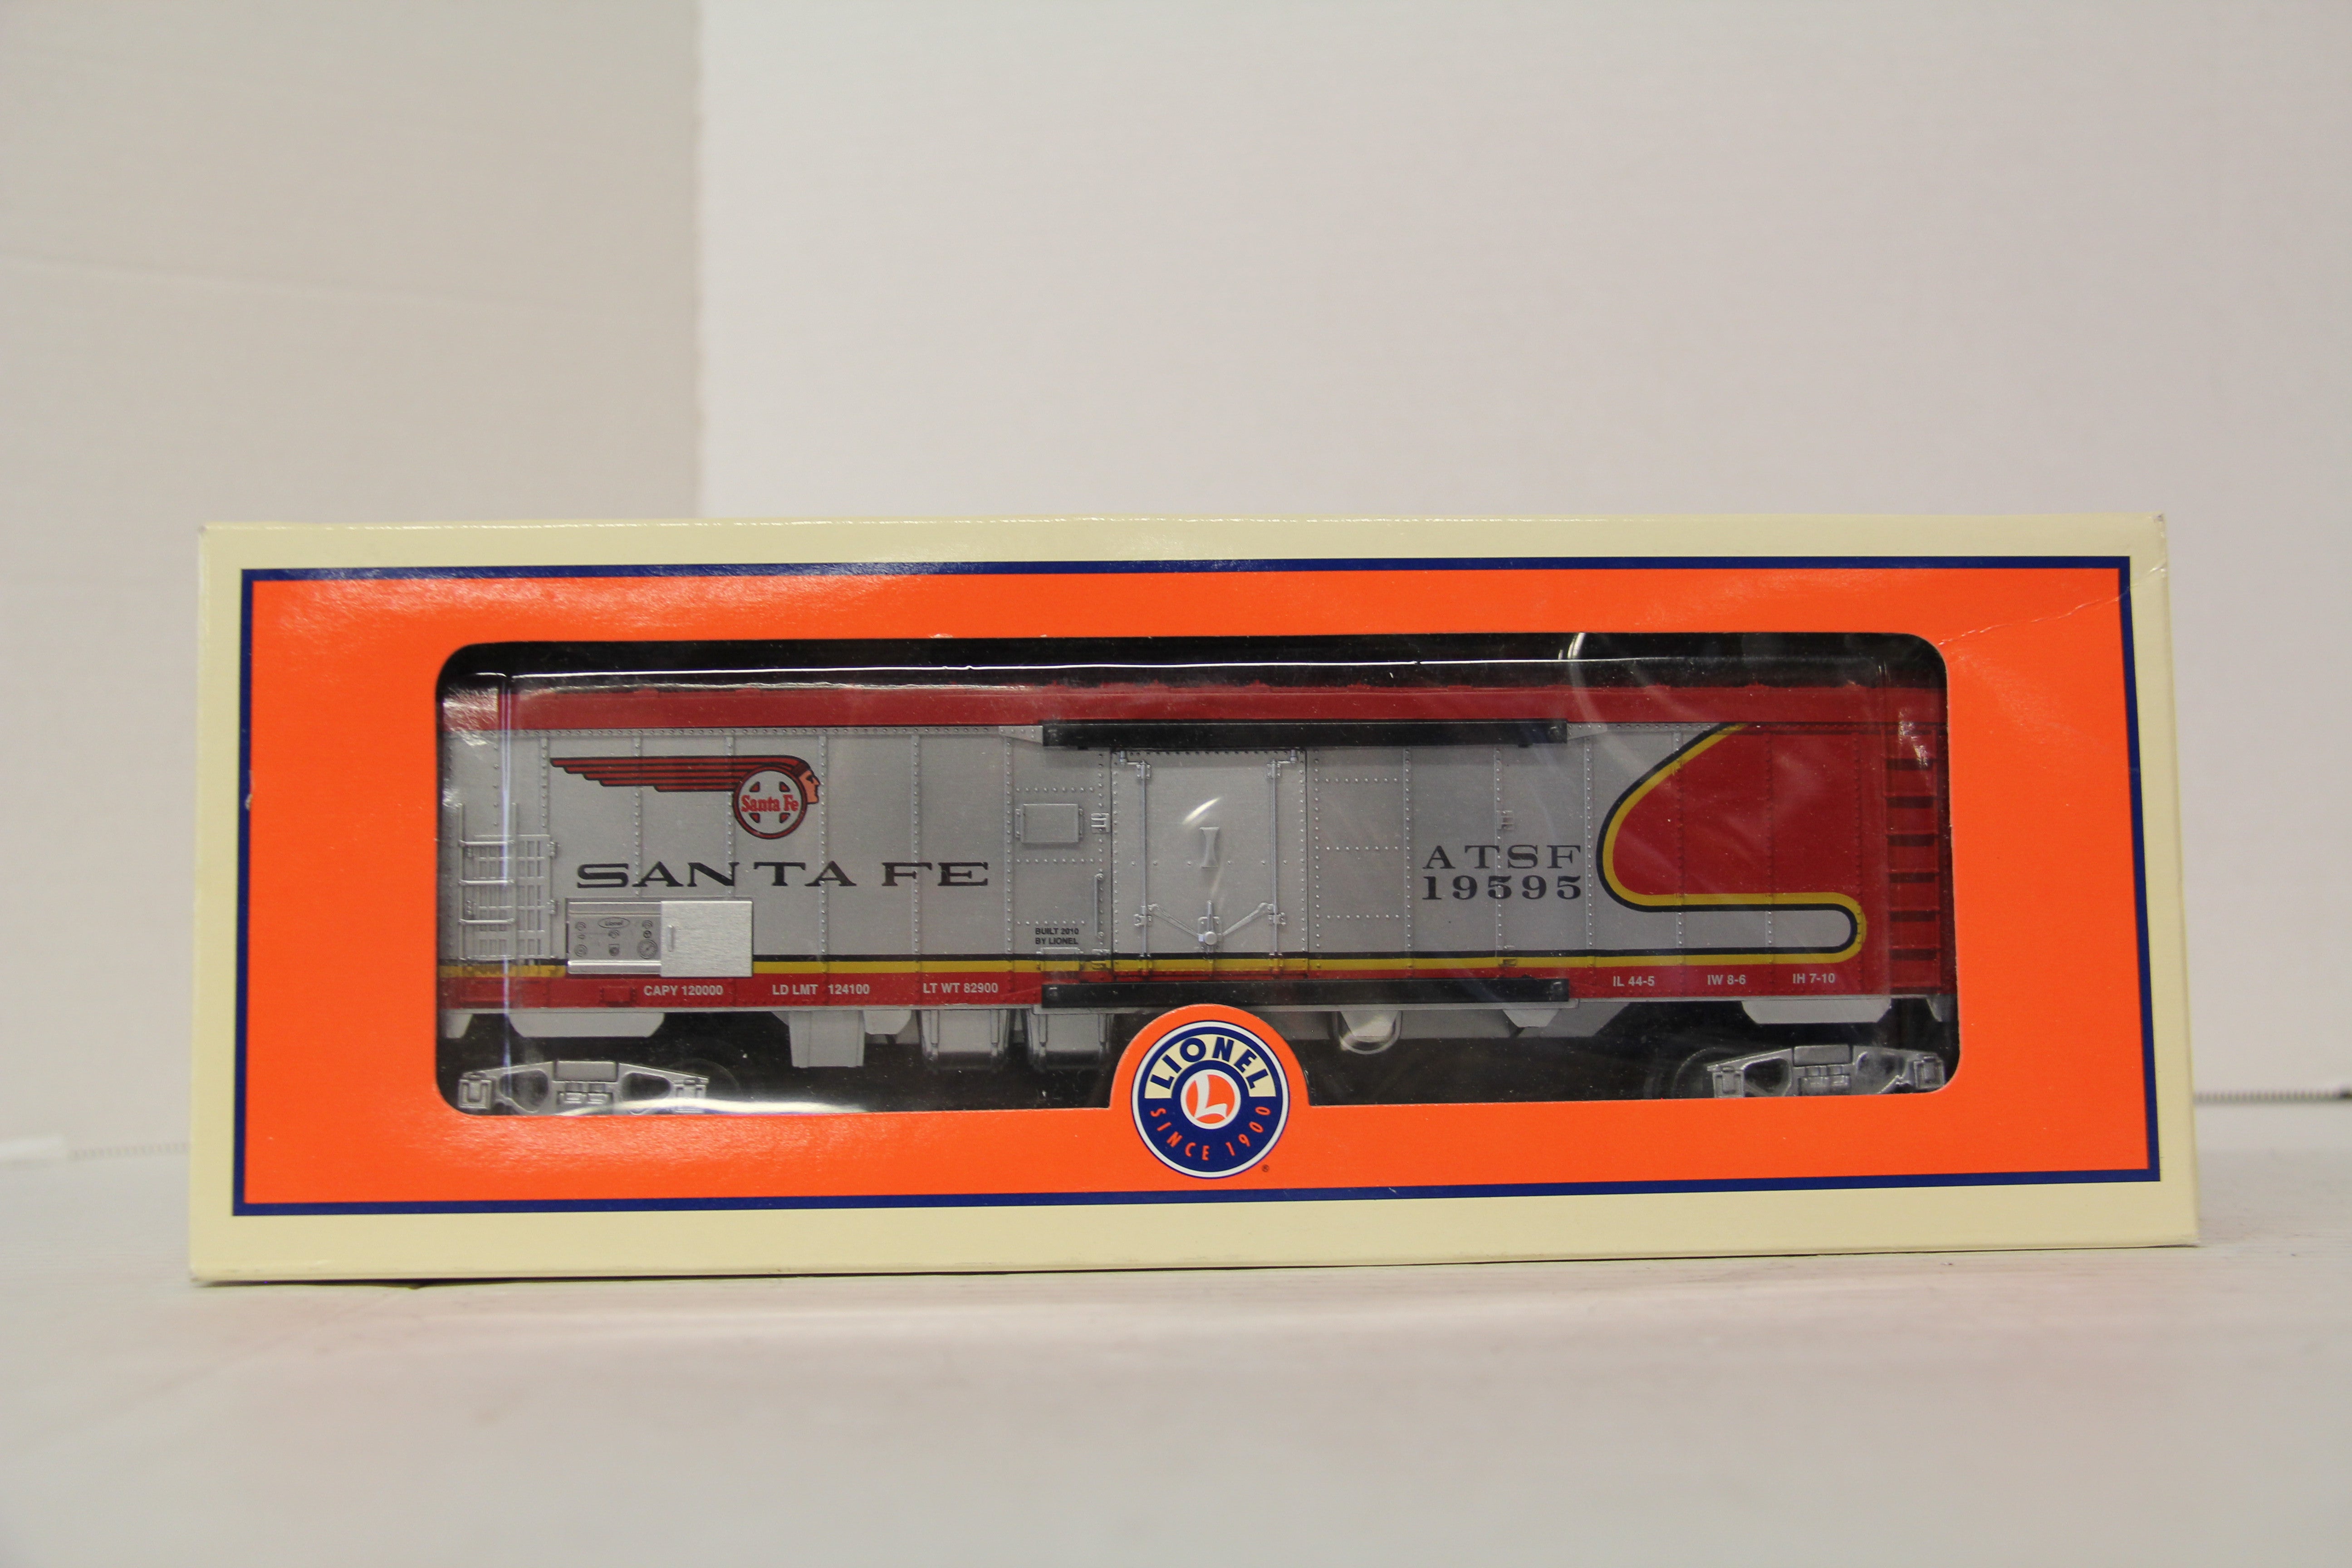 Santa Fe
SANTA FE
ATSF
19595
Lionel
BUILT 2010
BY LIONEL
CAPY 120000
LD LMT 124100
LT WT 82900
IL 44-5
IW 8-6
IH 7-10
LIONEL
L
SINCE 1900
®